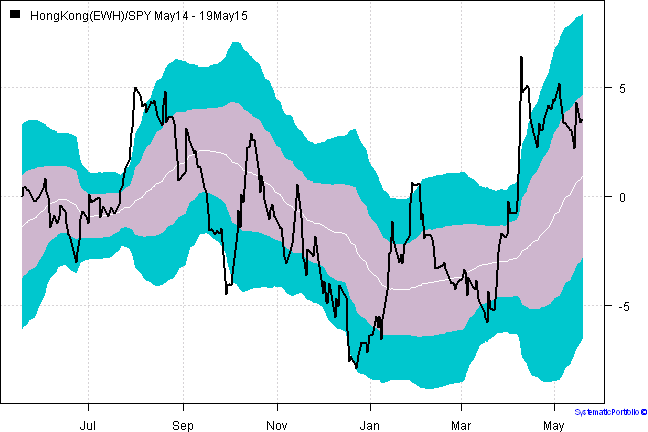 HongKong(EWH)/SPY May14 - 19May15
5
0
-5
Jul Sep Nov Jan Mar May
SystematicPortfolio ©